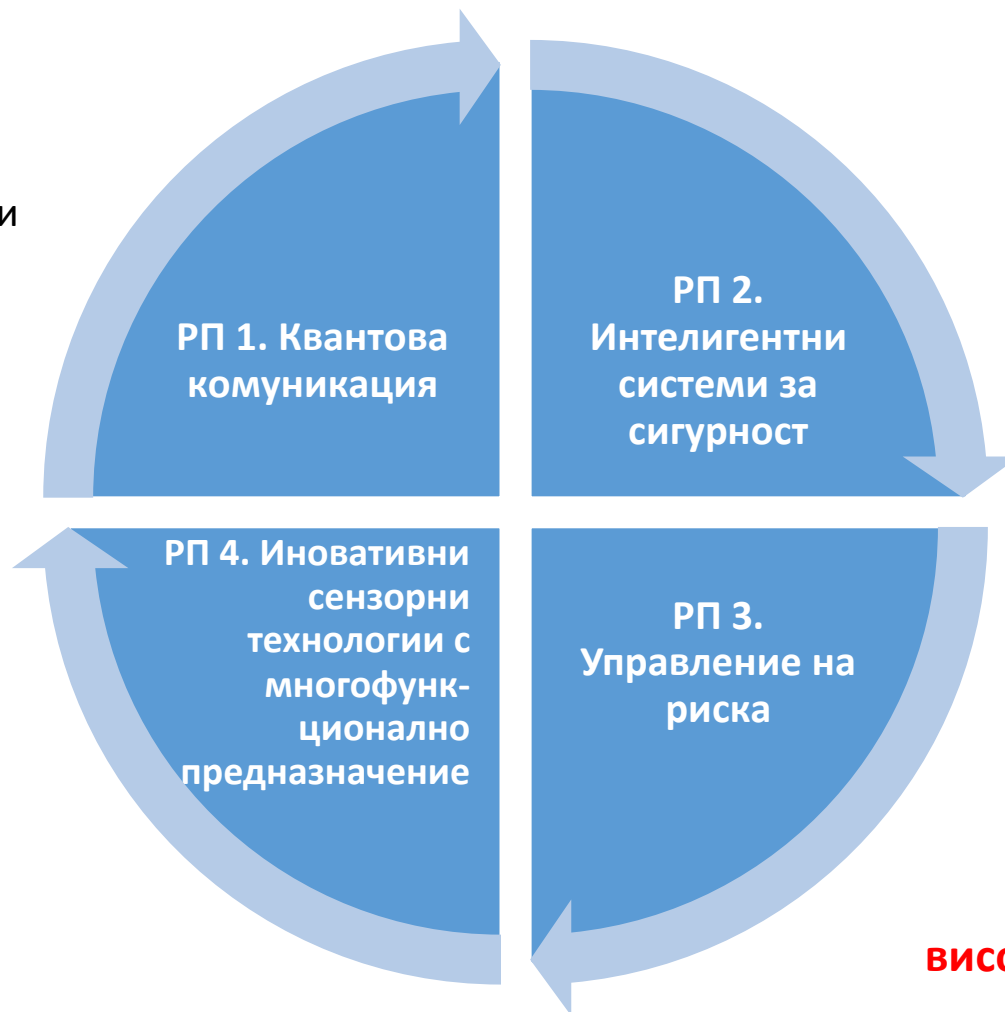 и
РП 1. Квантова
комуникация
РП 2.
Интелигентни
системи за
сигурност
РП 4. Иновативни
сензорни
технологии с
многофунк-
ционално
предназначение
РП 3.
Управление на
риска